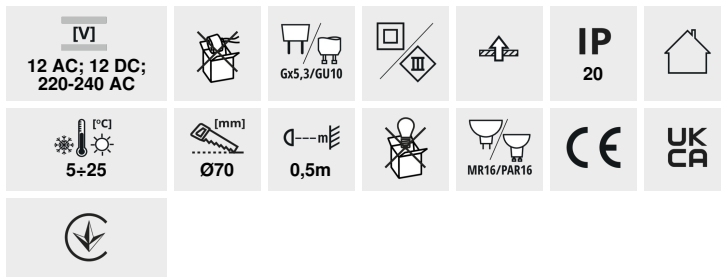 [V]
12 AC; 12 DC;
220-240 AC
Gx5,3/GU10
III
IP
20
[°C]
5÷25
[mm]
Ø70
m
0,5m
MR16/PAR16
CE
UK
CA